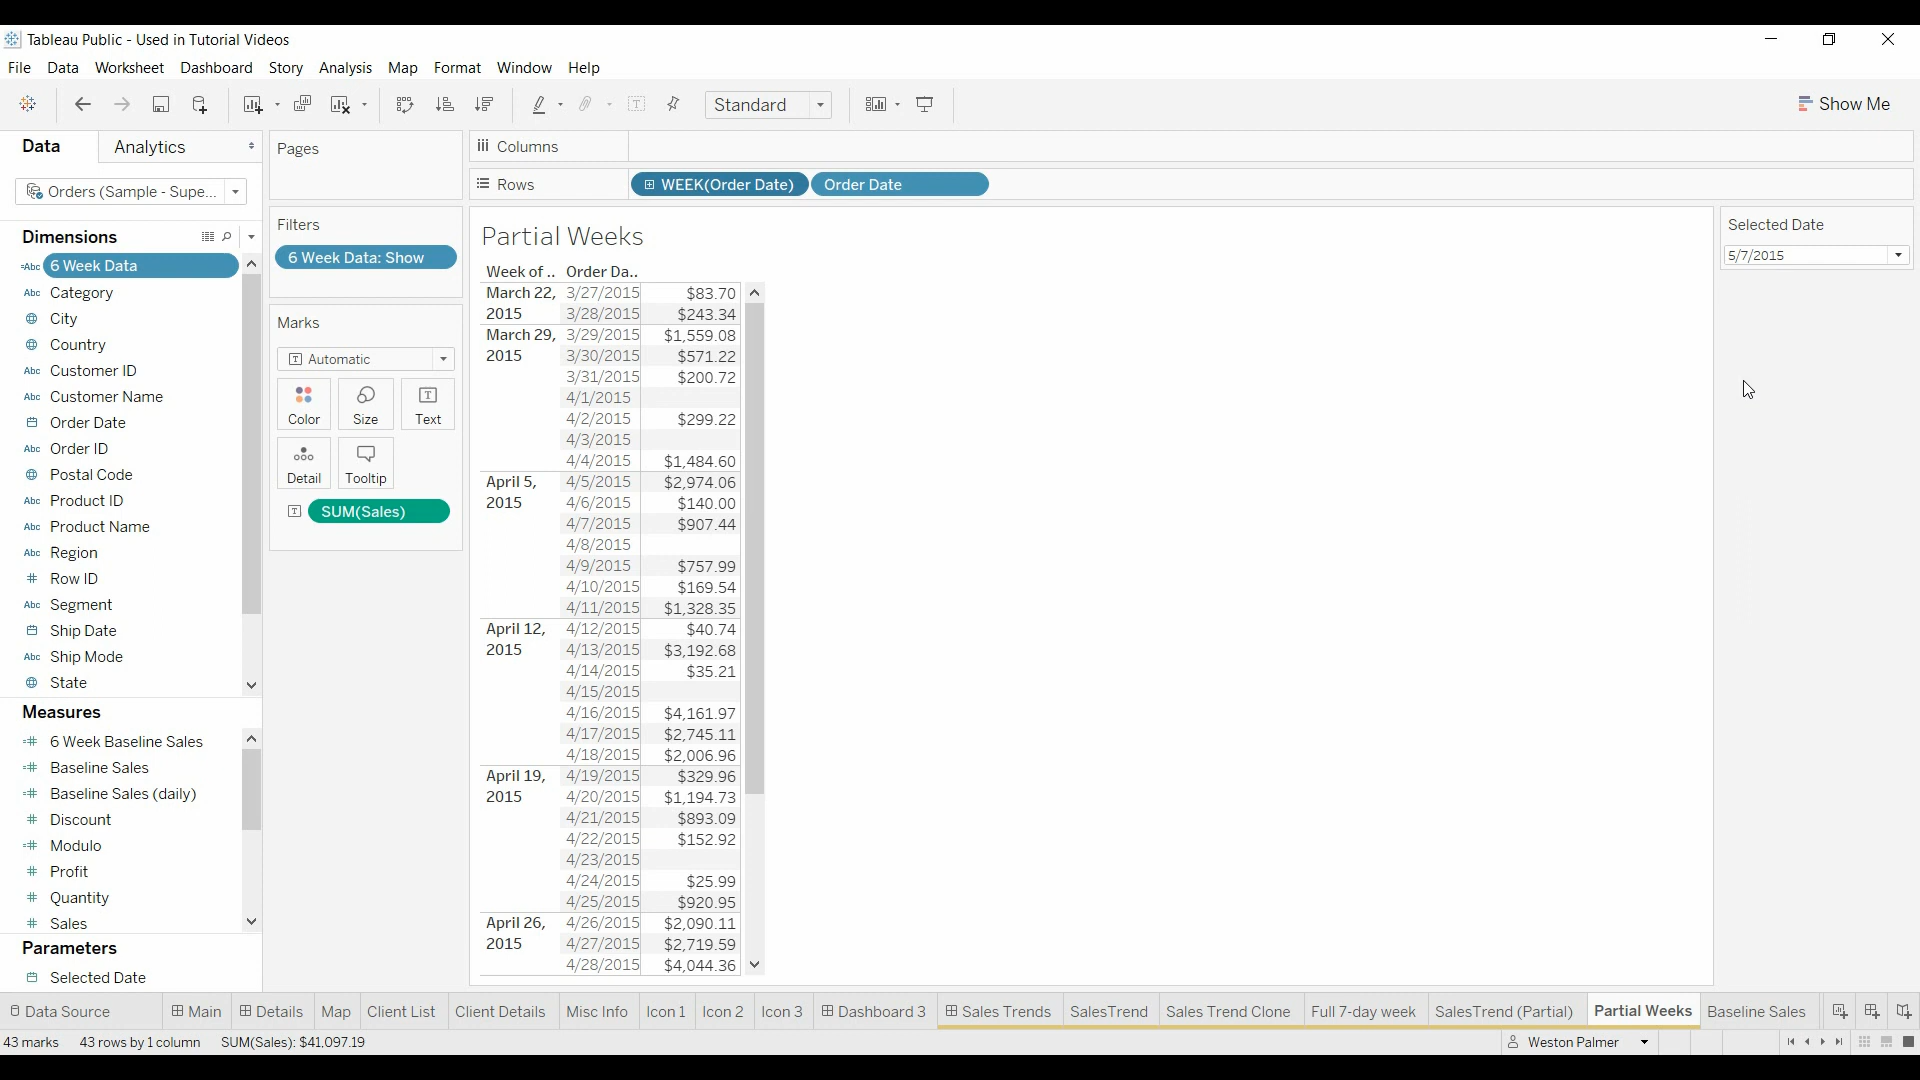 Tableau Public - Used in Tutorial Videos
File Data Worksheet Dashboard Story Analysis Map Format Window Help
Standard
Show Me
Data
Analytics
Orders (Sample - Supe...
Dimensions
Abc 6 Week Data
Abc Category
City
Country
Abc Customer ID
Abc Customer Name
Order Date
Abc Order ID
Postal Code
Abc Product ID
Abc Product Name
Abc Region
# Row ID
Abc Segment
Ship Date
Abc Ship Mode
State
Measures
# 6 Week Baseline Sales
# Baseline Sales
# Baseline Sales (daily)
# Discount
# Modulo
# Profit
# Quantity
# Sales
Parameters
Selected Date
Pages
Filters
6 Week Data: Show
Marks
Automatic
Color Size Text
Detail Tooltip
SUM(Sales)
Columns
Rows
WEEK(Order Date) Order Date
Partial Weeks
Week of .. Order Da..
March 22, 3/27/2015 $83.70
2015 3/28/2015 $243.34
March 29, 3/29/2015 $1,559.08
2015 3/30/2015 $571.22
3/31/2015 $200.72
4/1/2015
4/2/2015 $299.22
4/3/2015
4/4/2015 $1,484.60
April 5, 4/5/2015 $2,974.06
2015 4/6/2015 $140.00
4/7/2015 $907.44
4/8/2015
4/9/2015 $757.99
4/10/2015 $169.54
4/11/2015 $1,328.35
April 12, 4/12/2015 $40.74
2015 4/13/2015 $3,192.68
4/14/2015 $35.21
4/15/2015
4/16/2015 $4,161.97
4/17/2015 $2,745.11
4/18/2015 $2,006.96
April 19, 4/19/2015 $329.96
2015 4/20/2015 $1,194.73
4/21/2015 $893.09
4/22/2015 $152.92
4/23/2015
4/24/2015 $25.99
4/25/2015 $920.95
April 26, 4/26/2015 $2,090.11
2015 4/27/2015 $2,719.59
4/28/2015 $4,044.36
Selected Date
5/7/2015
Data Source Main Details Map Client List Client Details Misc Info Icon 1 Icon 2 Icon 3 Dashboard 3 Sales Trends SalesTrend Sales Trend Clone Full 7-day week SalesTrend (Partial) Partial Weeks Baseline Sales
43 marks 43 rows by 1 column SUM(Sales): $41,097.19
Weston Palmer